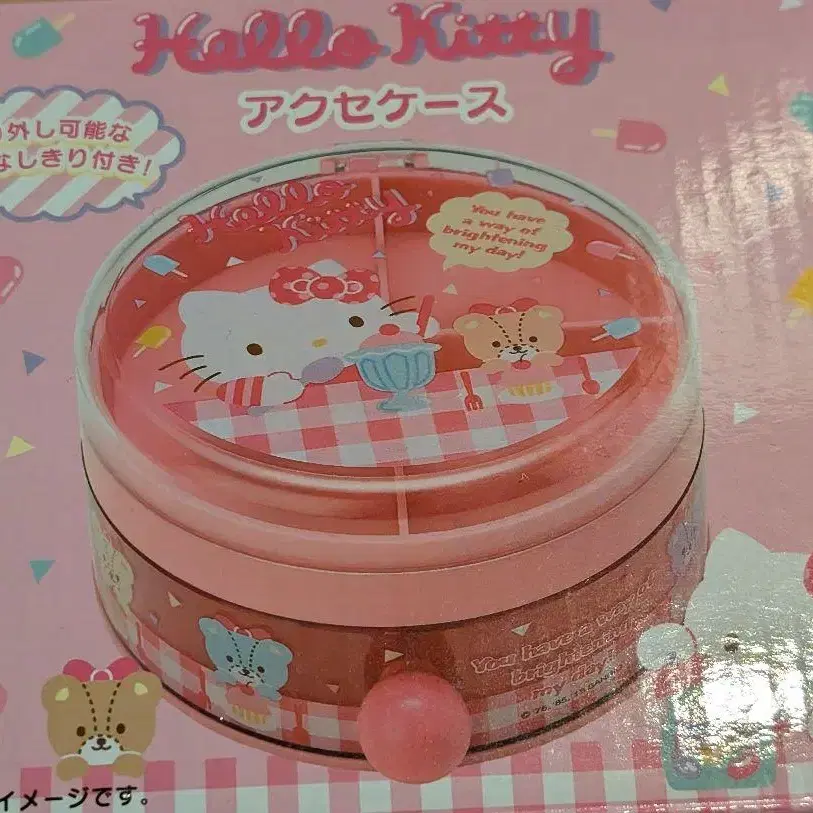 Hello Kitty
アクセケース
外し可能な
なしきり付き!
Hello
Kitty
You have
a way of
brightening
my day!
You have a way of
brightening
my day!
イメージです。